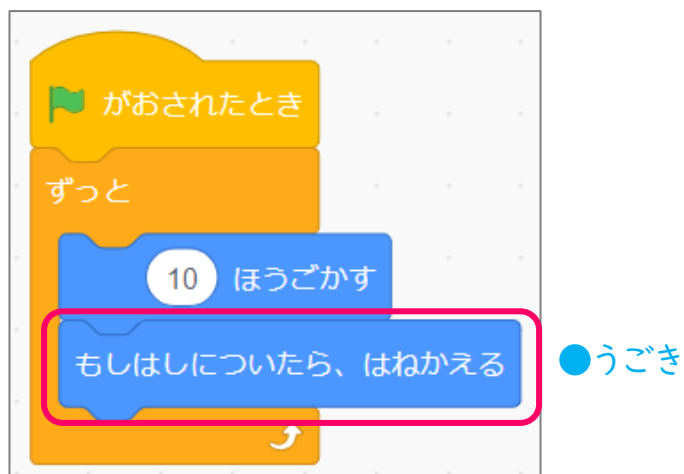 がおされたとき
ずっと
10 ほうごかす
もしはしについたら、はねかえる
●うごき